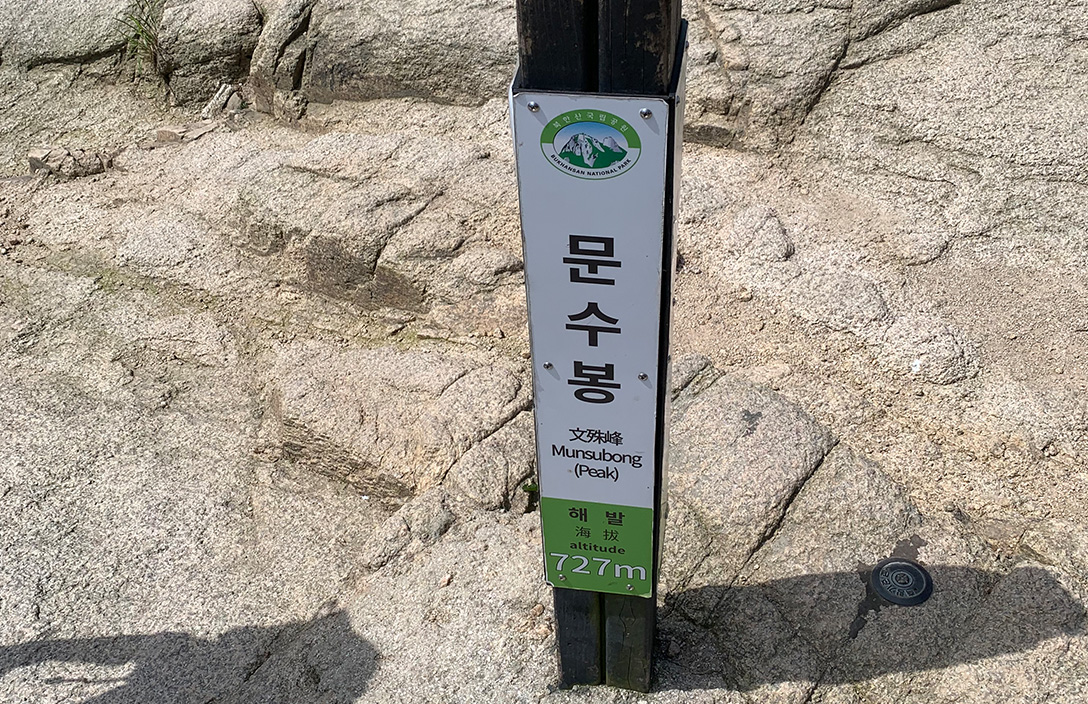 북한산국립공원
BUKHANSAN NATIONAL PARK
문수봉
文殊峰
Munsubong
(Peak)
해 발
海 拔
altitude
727m